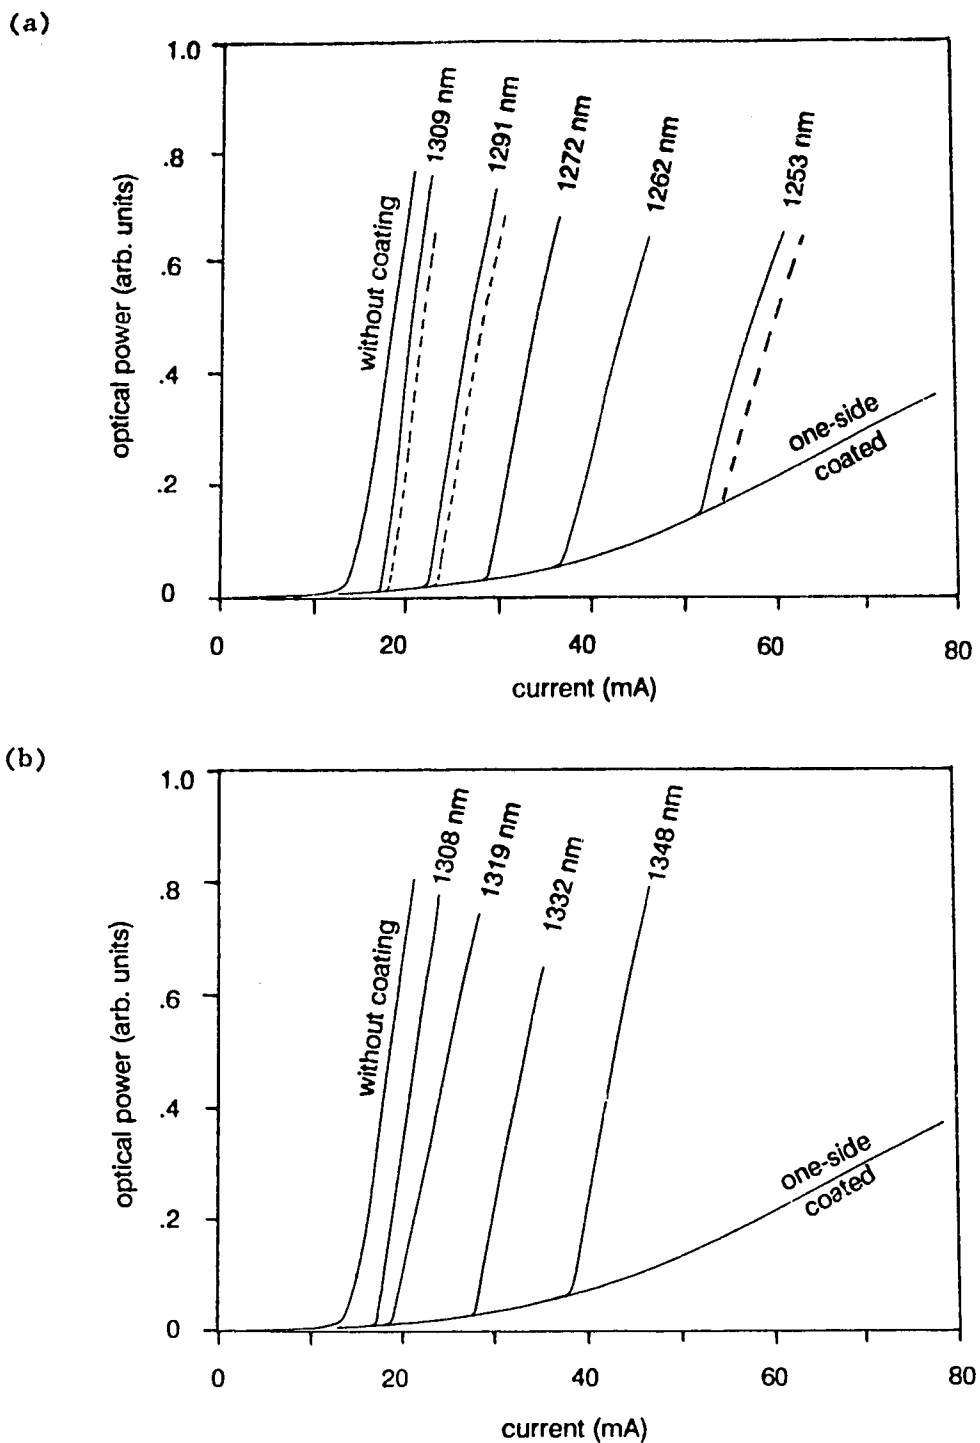 (a)
1.0
.8
.6
.4
.2
0
optical power (arb. units)
without coating
1309 nm
1291 nm
1272 nm
1262 nm
1253 nm
one-side
coated
0
20
40
60
80
current (mA)
(b)
1.0
.8
.6
.4
.2
0
optical power (arb. units)
without coating
1308 nm
1319 nm
1332 nm
1348 nm
one-side
coated
0
20
40
60
80
current (mA)